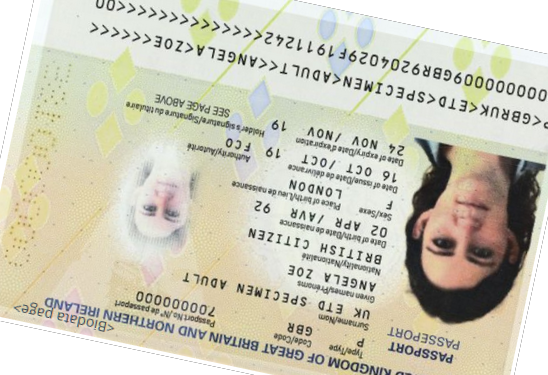 <Biodata page>
ED KINGDOM OF GREAT BRITAIN AND NORTHERN IRELAND
PASSPORT
PASSEPORT
Type/Type
P
Code/Code
GBR
Passport No./Nº de passeport
Surname/Nom
UK ETD SPECIMEN ADULT
Given names/Prénoms
ANGELA ZOE
Nationality/Nationalité
BRITISH CITIZEN
Date of birth/Date de naissance
02 APR /AVR 92
Sex/Sexe
F
Place of birth/Lieu de naissance
LONDON
Date of issue/Date de délivrance
16 OCT /OCT 19
Authority/Autorité
FCO
Date of expiry/Date d'expiration
24 NOV /NOV 19
Holder's signature/Signature du titulaire
SEE PAGE ABOVE
P<GBRUK<ETD<SPECIMEN<ADULT<<ANGELA<ZOE<<<<<<